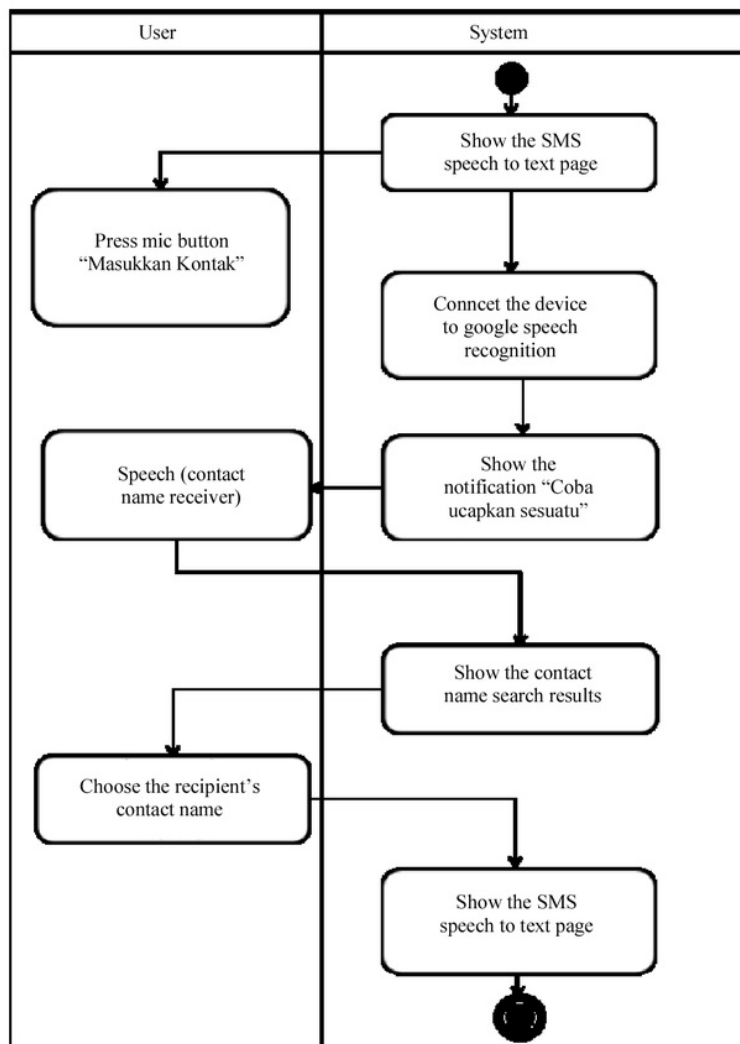 User
System
Show the SMS
speech to text page
Press mic button
“Masukkan Kontak”
Conncet the device
to google speech
recognition
Show the
notification “Coba
ucapkan sesuatu”
Speech (contact
name receiver)
Show the contact
name search results
Choose the recipient’s
contact name
Show the SMS
speech to text page